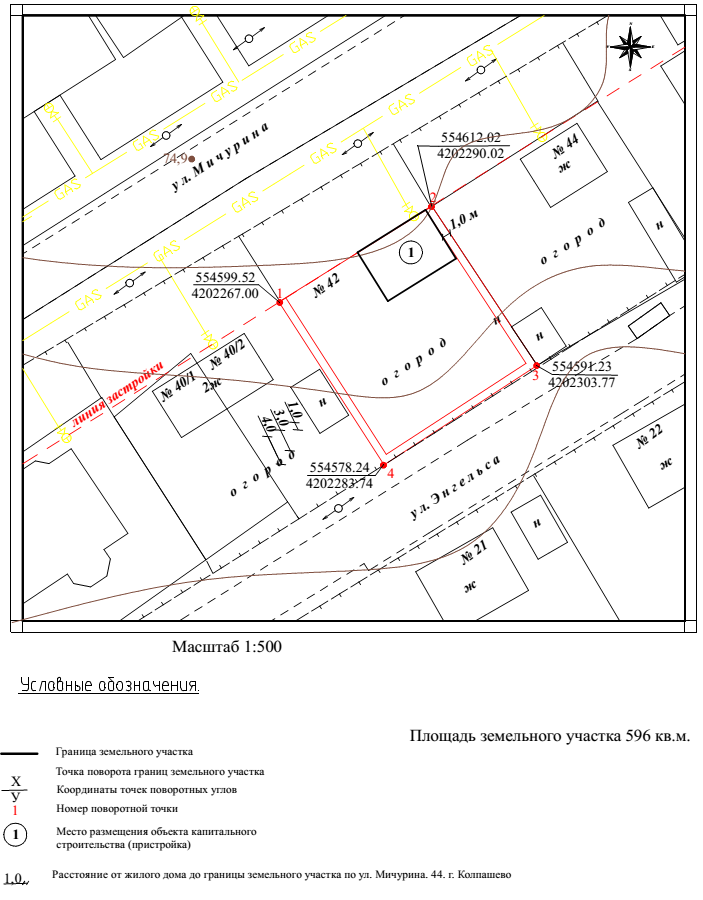 GAS
GAS
GAS
GAS
GAS
GAS
GAS
GAS
74,9
ул. Мичурина
554612.02
4202290.02
2
№ 44
ж
1,0 м
огород
н
1
554599.52
4202267.00
1
№ 42
огород
н
н
554591.23
4202303.77
3
линия застройки
№ 40/1
№ 40/2
2ж
1,0
3,0
4,0
н
огород
554578.24
4202283.74
4
ул. Энгельса
№ 22
ж
н
№ 21
ж
Масштаб 1:500
Условные обозначения.
Площадь земельного участка 596 кв.м.
Граница земельного участка
Точка поворота границ земельного участка
X
У
Координаты точек поворотных углов
1
Номер поворотной точки
1
Место размещения объекта капитального
строительства (пристройка)
1,0
Расстояние от жилого дома до границы земельного участка по ул. Мичурина. 44. г. Колпашево